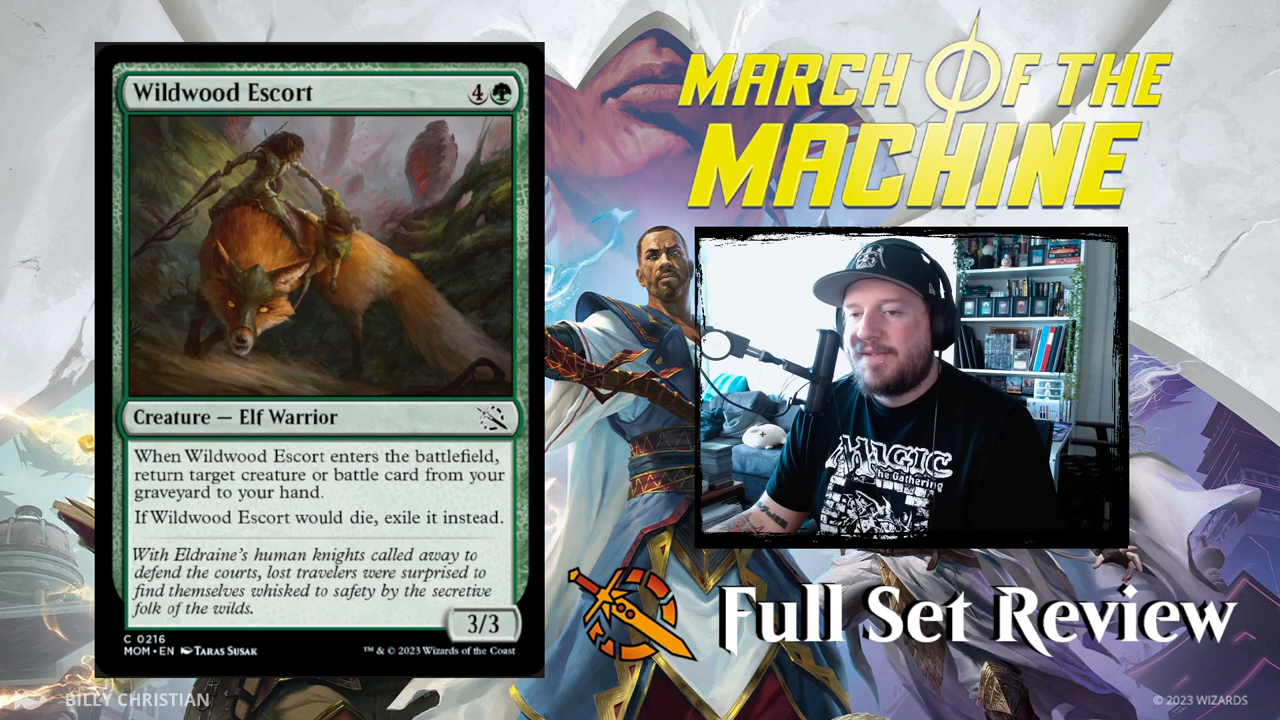 Wildwood Escort 4
Creature — Elf Warrior
When Wildwood Escort enters the battlefield,
return target creature or battle card from your
graveyard to your hand.
If Wildwood Escort would die, exile it instead.
With Eldraine's human knights called away to
defend the courts, lost travelers were surprised to
find themselves whisked to safety by the secretive
folk of the wilds.
3/3
C 0216
MOM • EN TARAS SUSAK
™ & © 2023 Wizards of the Coast
BILLY CHRISTIAN
MARCH OF THE
MACHINE
MAGIC
The Gathering
Full Set Review
© 2023 WIZARDS